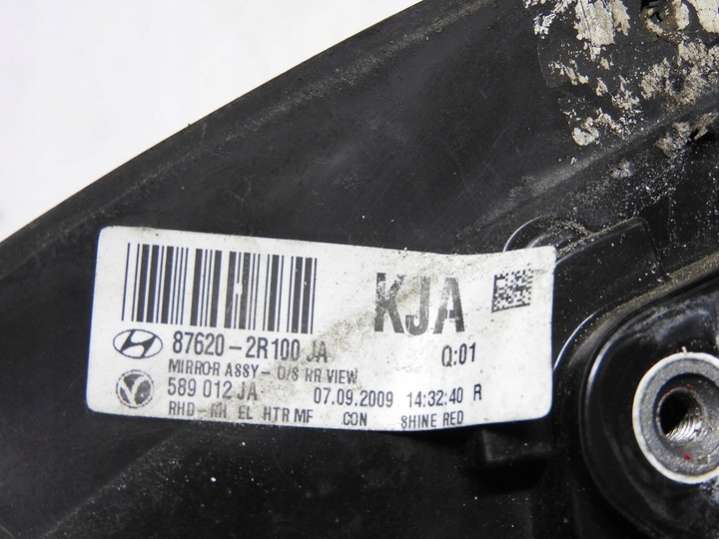 KJA
87620-2R100 JA
Q:01
MIRROR ASSY- O/S RR VIEW
589 012 JA 07.09.2009 14:32:40 R
RHD-RH EL HTR MF CON SHINE RED